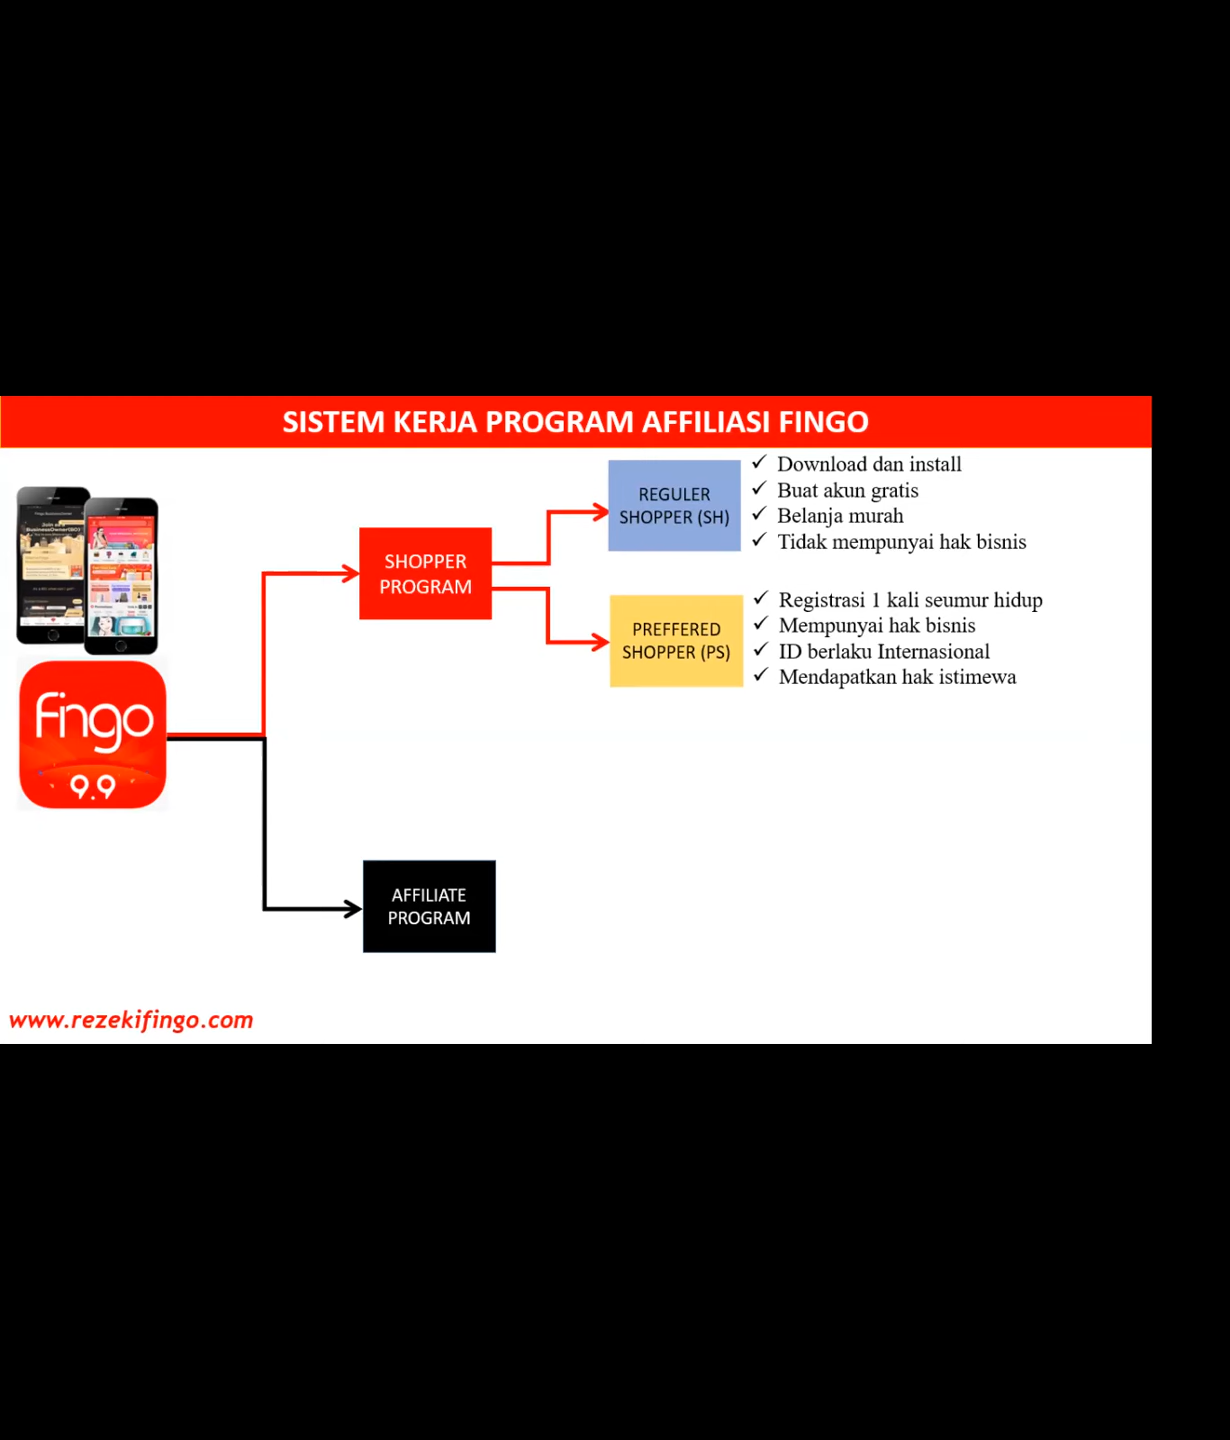 SISTEM KERJA PROGRAM AFFILIASI FINGO
REGULER
SHOPPER (SH)
✓ Download dan install
✓ Buat akun gratis
✓ Belanja murah
✓ Tidak mempunyai hak bisnis
SHOPPER
PROGRAM
PREFFERED
SHOPPER (PS)
✓ Registrasi 1 kali seumur hidup
✓ Mempunyai hak bisnis
✓ ID berlaku Internasional
✓ Mendapatkan hak istimewa
Join as
fingo
9.9
AFFILIATE
PROGRAM
www.rezekifingo.com